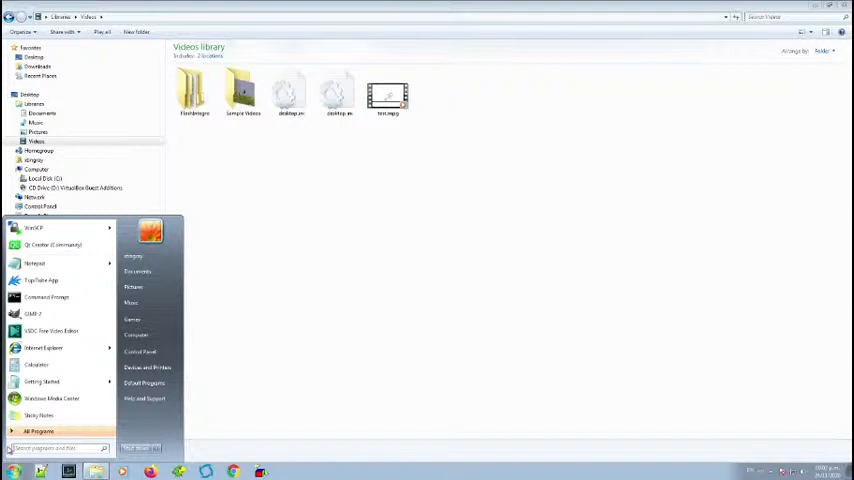 Libraries ▸ Videos ▸
Search Videos
Organize ▾ Share with ▾ Play all New folder
Favorites
Desktop
Downloads
Recent Places
Desktop
Libraries
Documents
Music
Pictures
Videos
Homegroup
stingray
Computer
Local Disk (C:)
CD Drive (D:) VirtualBox Guest Additions
Network
Control Panel
Videos library
Includes: 2 locations
Arrange by: Folder ▾
FlashIntegro
Sample Videos
desktop.ini
desktop.ini
test.mpg
WinSCP
Qt Creator (Community)
Notepad
TupiTube App
Command Prompt
GIMP 2
VSDC Free Video Editor
Internet Explorer
Calculator
Getting Started
Windows Media Center
Sticky Notes
All Programs
Search programs and files
stingray
Documents
Pictures
Music
Games
Computer
Control Panel
Devices and Printers
Default Programs
Help and Support
Shut down
EN